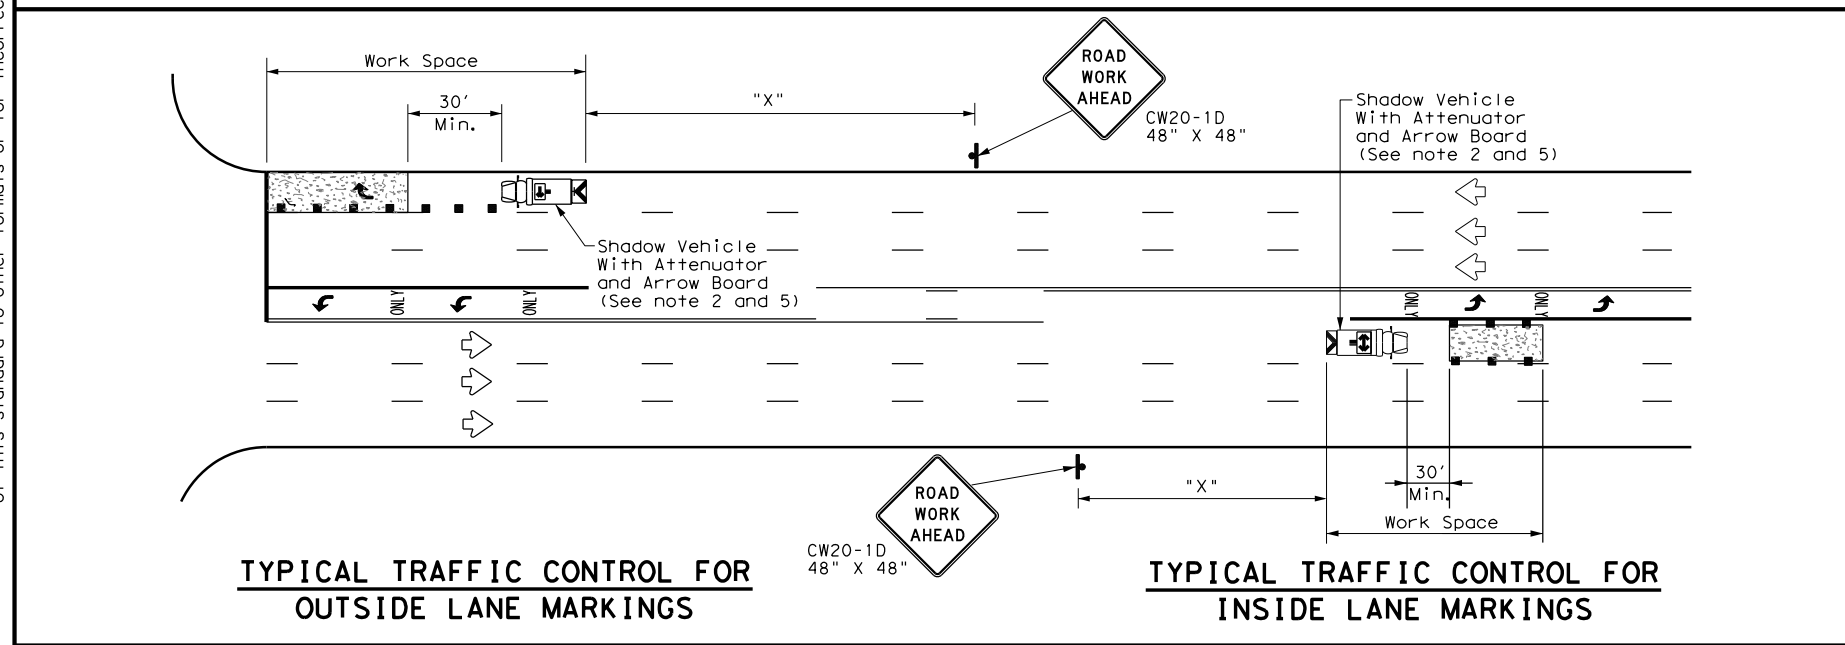 Work Space
30'
Min.
"X"
ROAD
WORK
AHEAD
CW20-1D
48" X 48"
Shadow Vehicle
With Attenuator
and Arrow Board
(See note 2 and 5)
Shadow Vehicle
With Attenuator
and Arrow Board
(See note 2 and 5)
ONLY
ONLY
ONLY
ONLY
ROAD
WORK
AHEAD
CW20-1D
48" X 48"
"X"
30'
Min.
Work Space
TYPICAL TRAFFIC CONTROL FOR
OUTSIDE LANE MARKINGS
TYPICAL TRAFFIC CONTROL FOR
INSIDE LANE MARKINGS